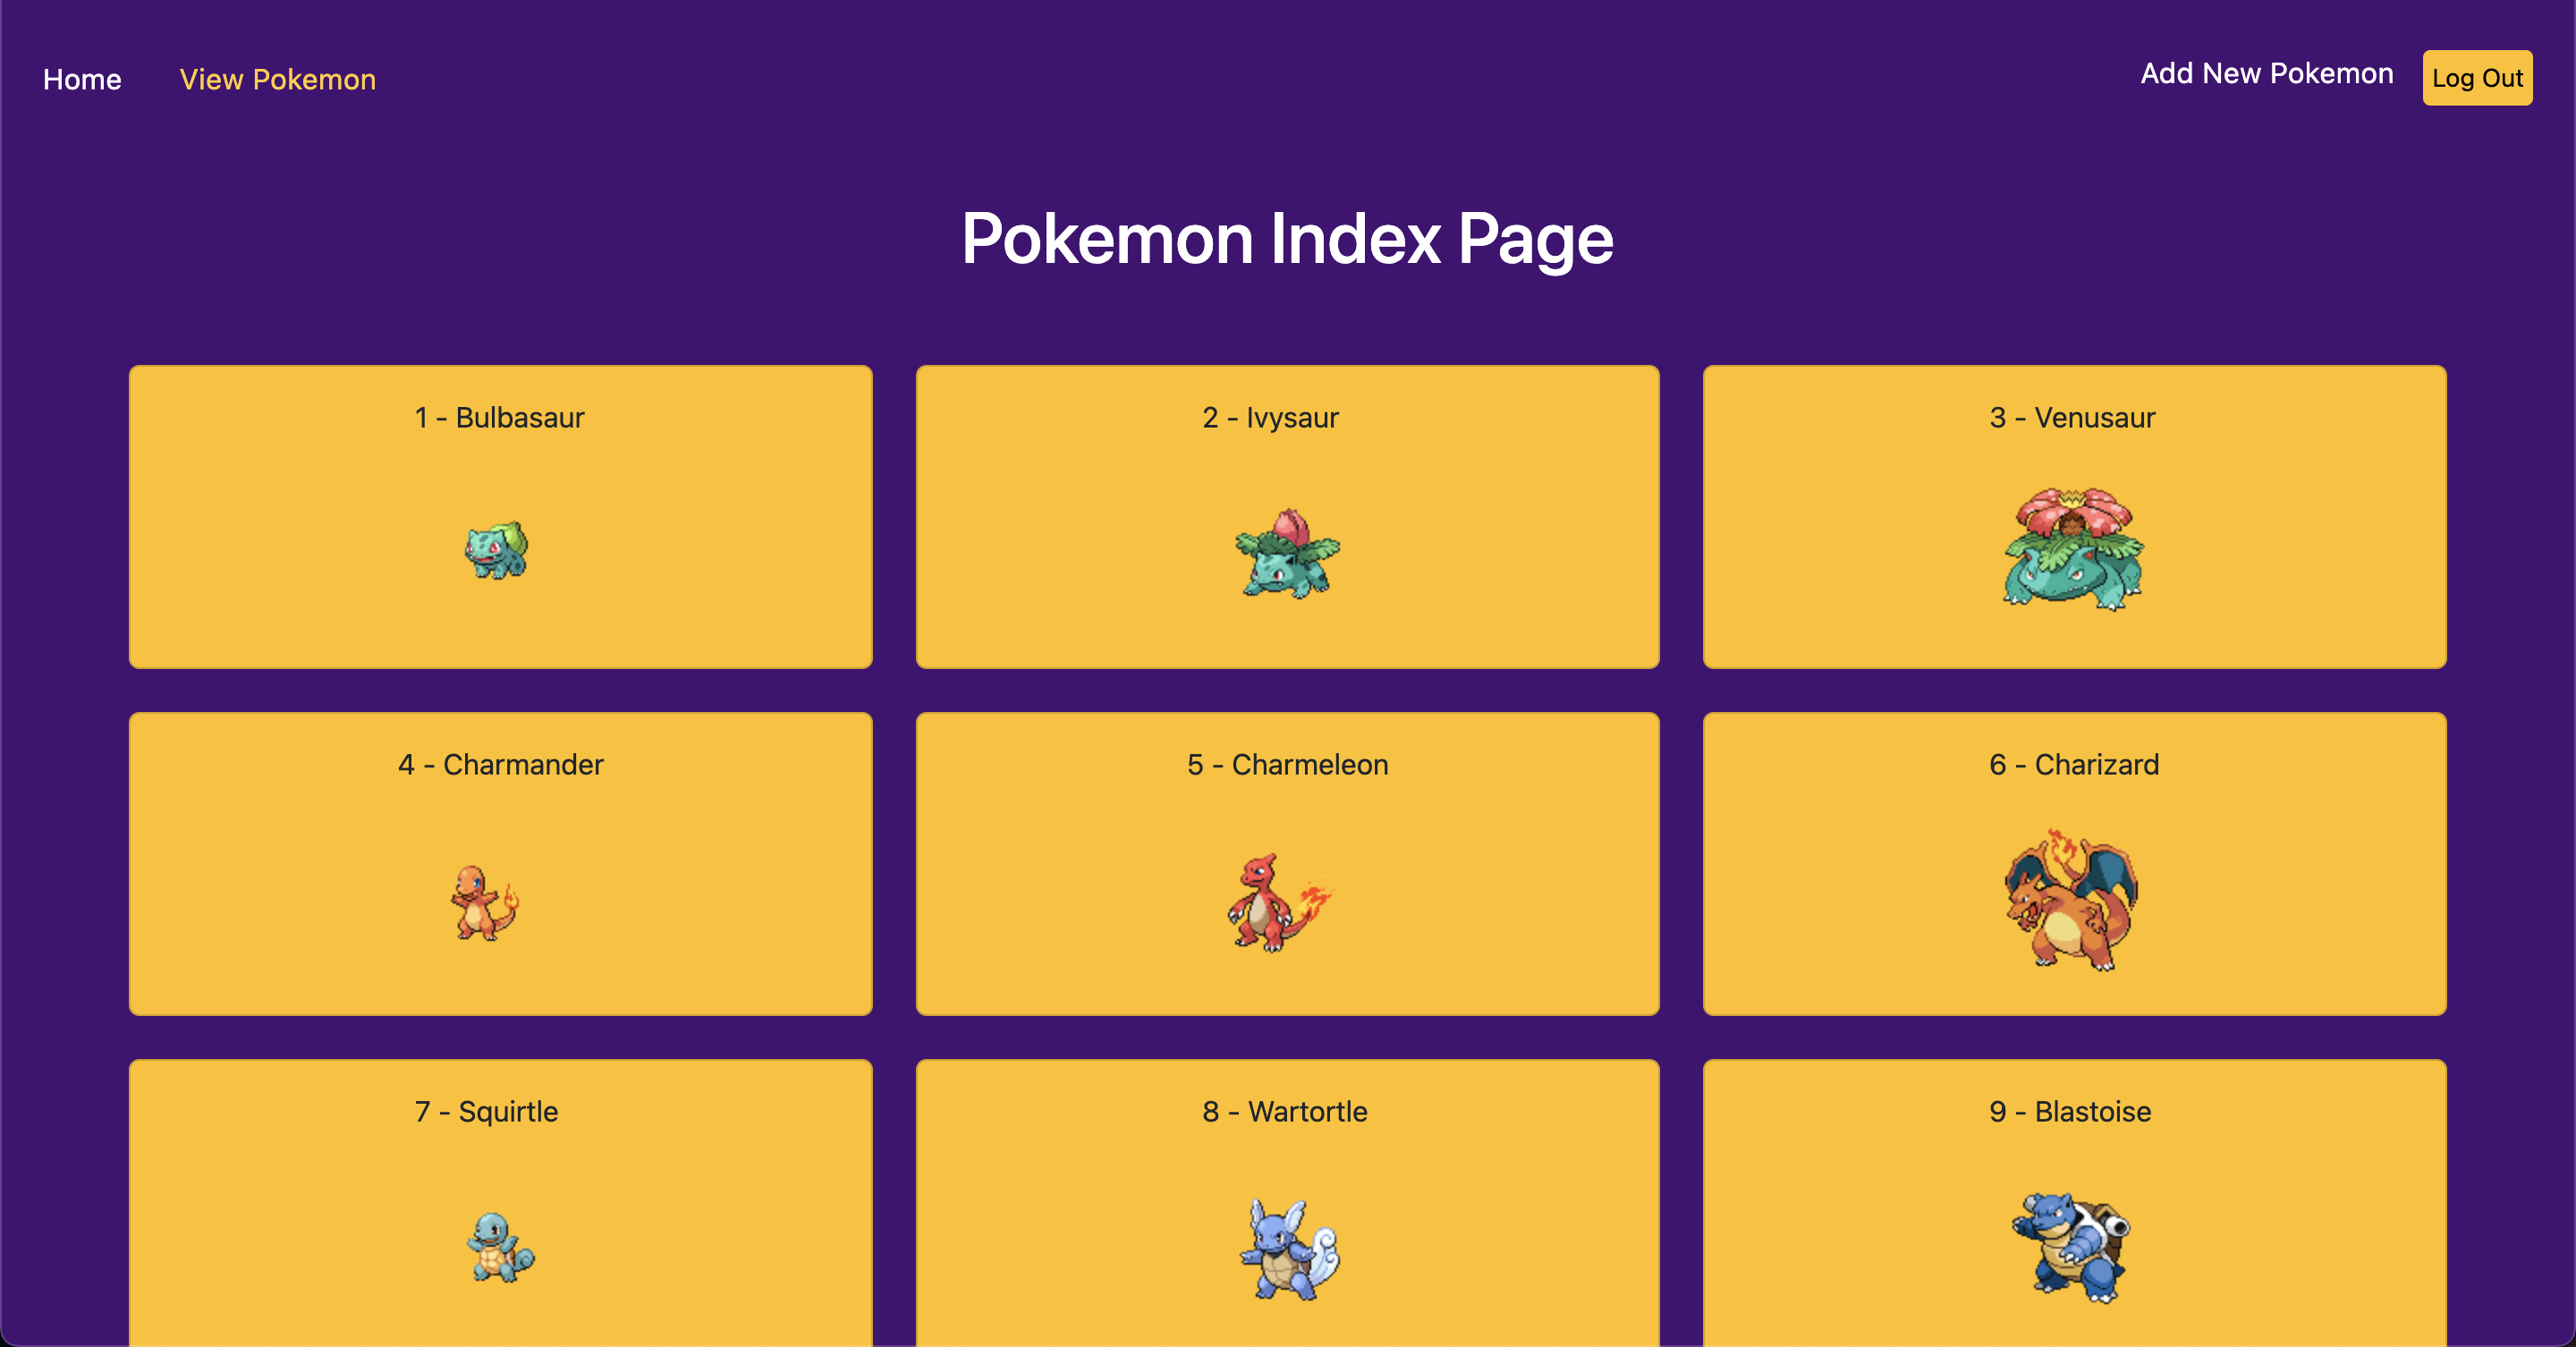 Home View Pokemon Add New Pokemon Log Out
Pokemon Index Page
1 - Bulbasaur
2 - Ivysaur
3 - Venusaur
4 - Charmander
5 - Charmeleon
6 - Charizard
7 - Squirtle
8 - Wartortle
9 - Blastoise